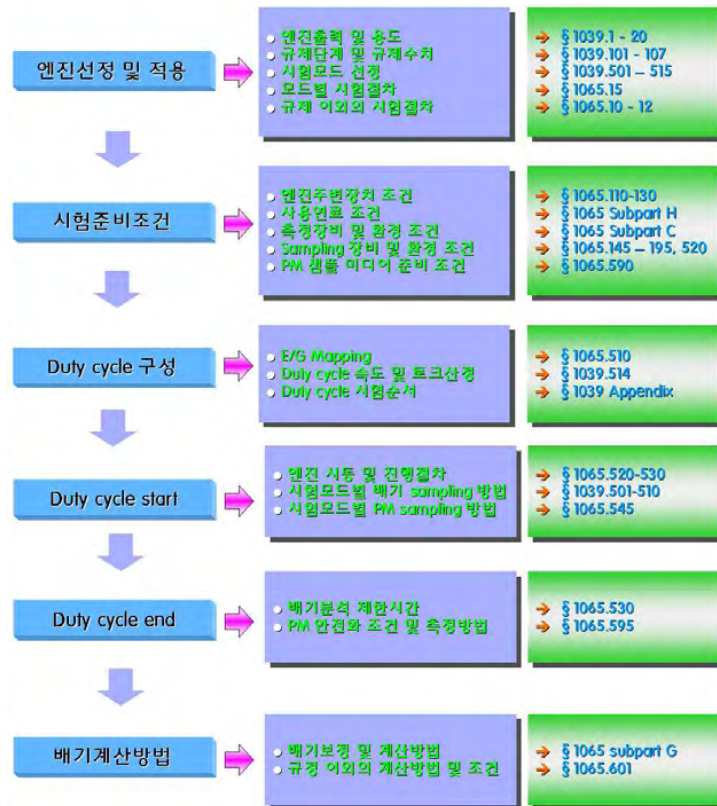 엔진선정 및 적용
엔진출력 및 용도
규제단계 및 규제수치
시험모드 선정
모드별 시험절차
규제 이외의 시험절차
§ 1039.1 - 20
§ 1039.101 - 107
§ 1039.501 – 515
§ 1065.15
§ 1065.10 - 12
시험준비조건
엔진주변장치 조건
사용연료 조건
측정장비 및 환경 조건
Sampling 장비 및 환경 조건
PM 샘플 미디어 준비 조건
§ 1065.110-130
§ 1065 Subpart H
§ 1065 Subpart C
§ 1065.145 – 195, 520
§ 1065.590
Duty cycle 구성
E/G Mapping
Duty cycle 속도 및 토크산정
Duty cycle 시험순서
§ 1065.510
§ 1039.514
§ 1039 Appendix
Duty cycle start
엔진 시동 및 진행절차
시험모드별 배기 sampling 방법
시험모드별 PM sampling 방법
§ 1065.520-530
§ 1039.501-510
§ 1065.545
Duty cycle end
배기분석 제한시간
PM 안전화 조건 및 측정방법
§ 1065.530
§ 1065.595
배기계산방법
배기보정 및 계산방법
규정 이외의 계산방법 및 조건
§ 1065 subpart G
§ 1065.601